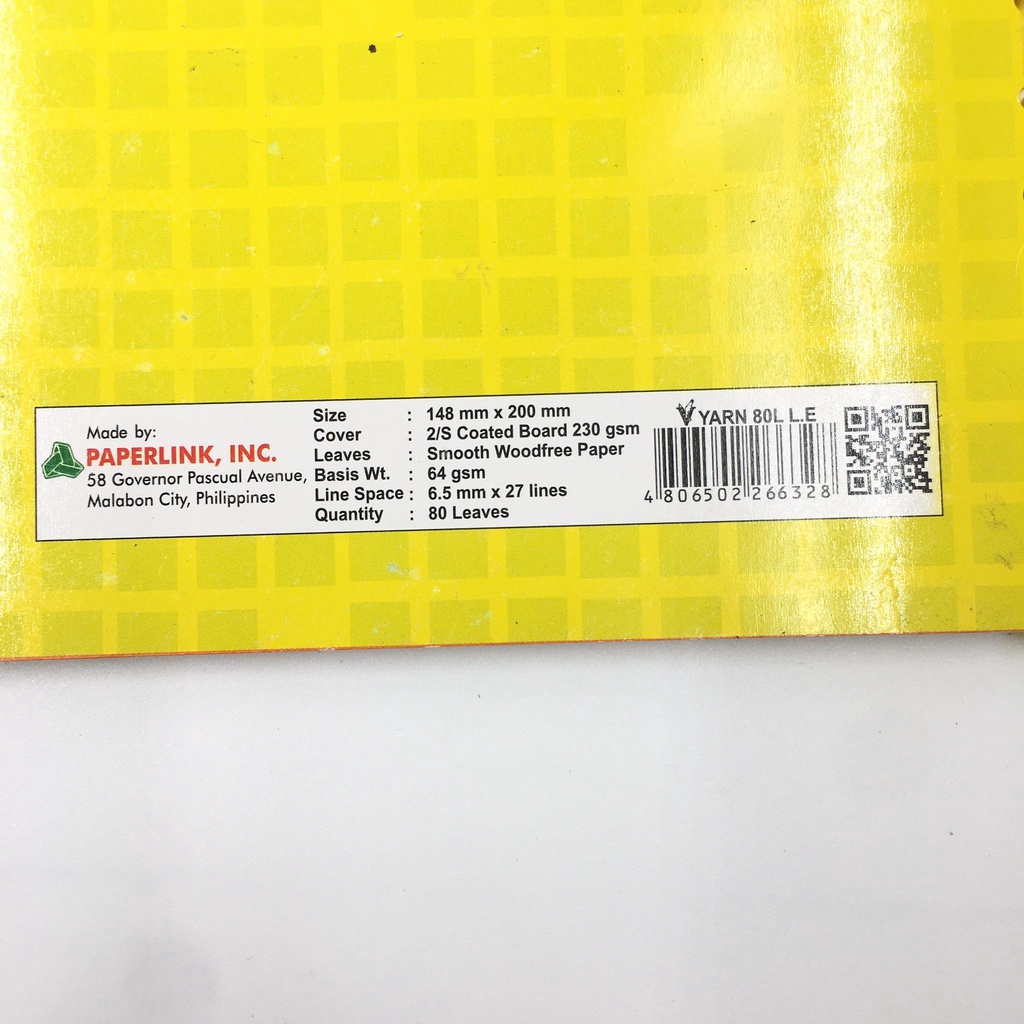 Made by:
PAPERLINK, INC.
58 Governor Pascual Avenue,
Malabon City, Philippines
Size : 148 mm x 200 mm
Cover : 2/S Coated Board 230 gsm
Leaves : Smooth Woodfree Paper
Basis Wt. : 64 gsm
Line Space : 6.5 mm x 27 lines
Quantity : 80 Leaves
YARN 80L L.E
4 806502 266328